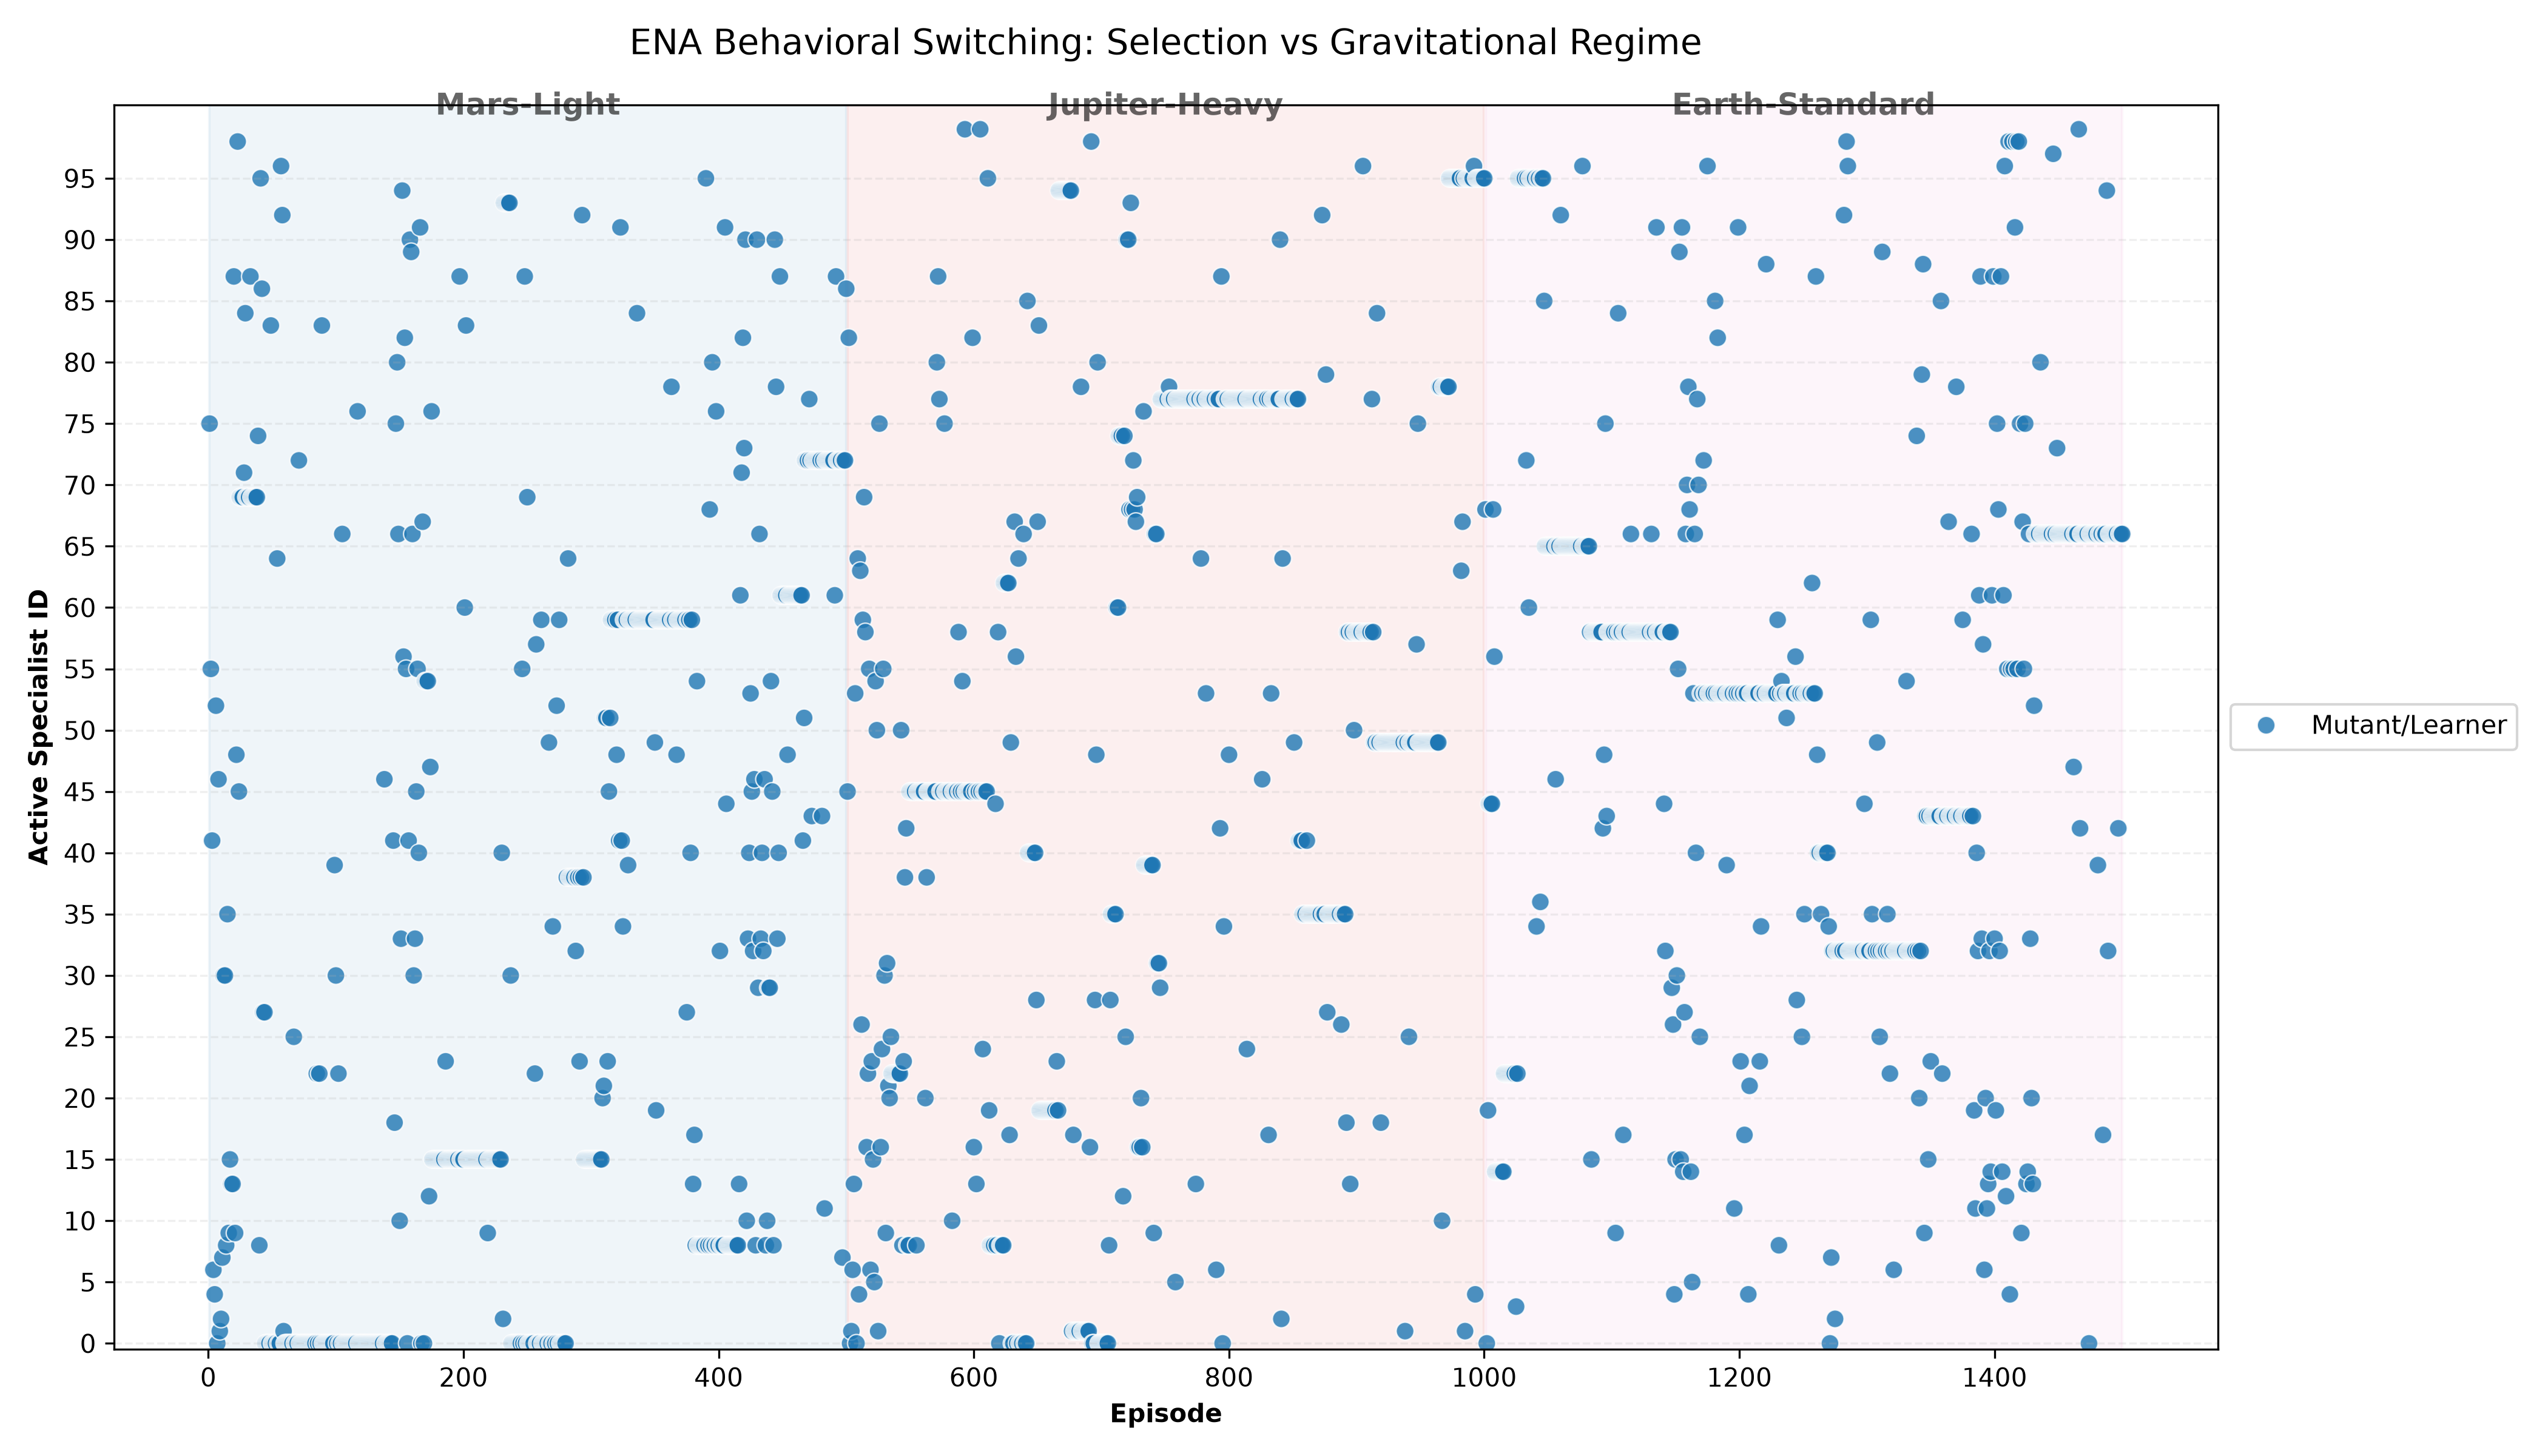 ENA Behavioral Switching: Selection vs Gravitational Regime
Mars-Light
Jupiter-Heavy
Earth-Standard
Active Specialist ID
95
90
85
80
75
70
65
60
55
50
45
40
35
30
25
20
15
10
5
0
Mutant/Learner
0 200 400 600 800 1000 1200 1400
Episode